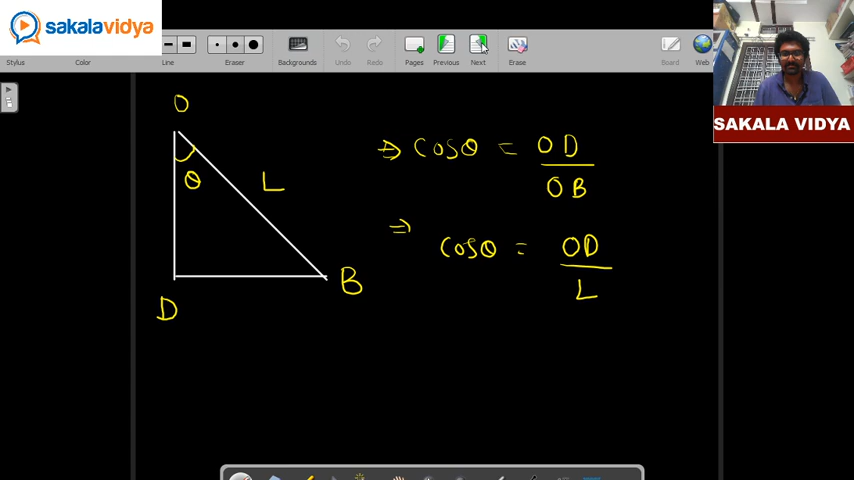 sakalavidya
Stylus Color Line Eraser Backgrounds Undo Redo Pages Previous Next Erase Board Web
SAKALA VIDYA
O
θ
L
D
B
⇒ cosθ = OD
OB
⇒ cosθ = OD
L